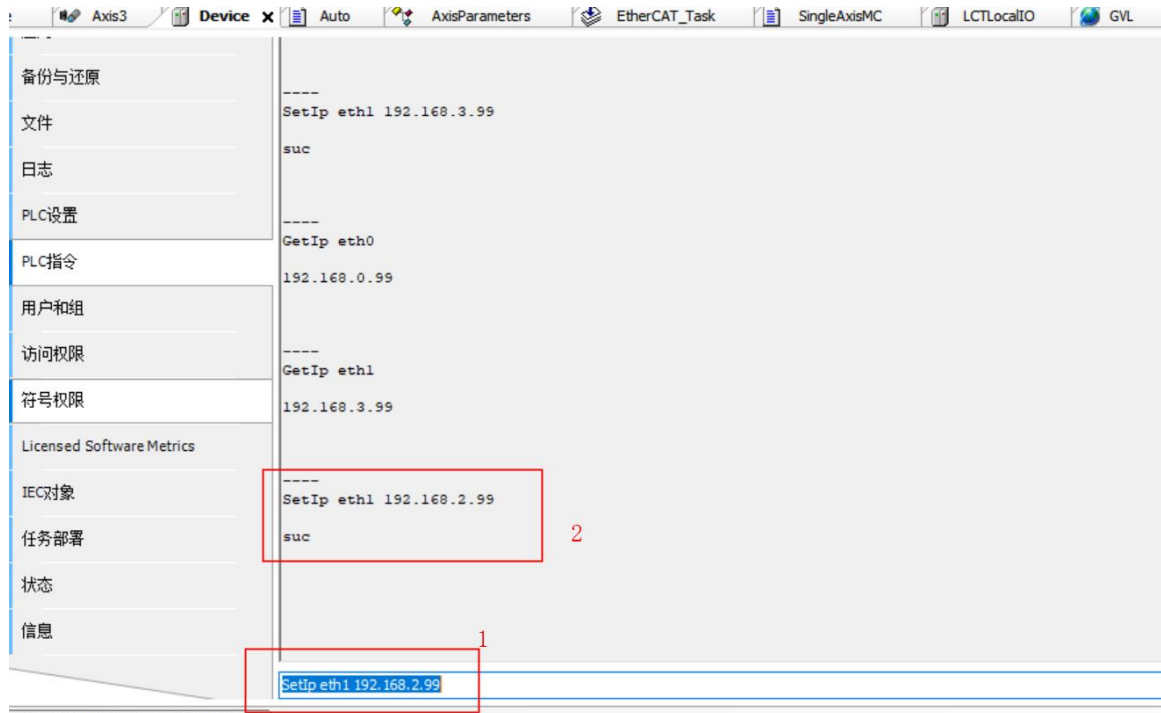 Axis3
Device
Auto
AxisParameters
EtherCAT_Task
SingleAxisMC
LCTLocalIO
GVL
备份与还原
文件
日志
PLC设置
PLC指令
用户和组
访问权限
符号权限
Licensed Software Metrics
IEC对象
任务部署
状态
信息
----
SetIp eth1 192.168.3.99
suc
----
GetIp eth0
192.168.0.99
----
GetIp eth1
192.168.3.99
----
SetIp eth1 192.168.2.99
suc
2
1
SetIp eth1 192.168.2.99